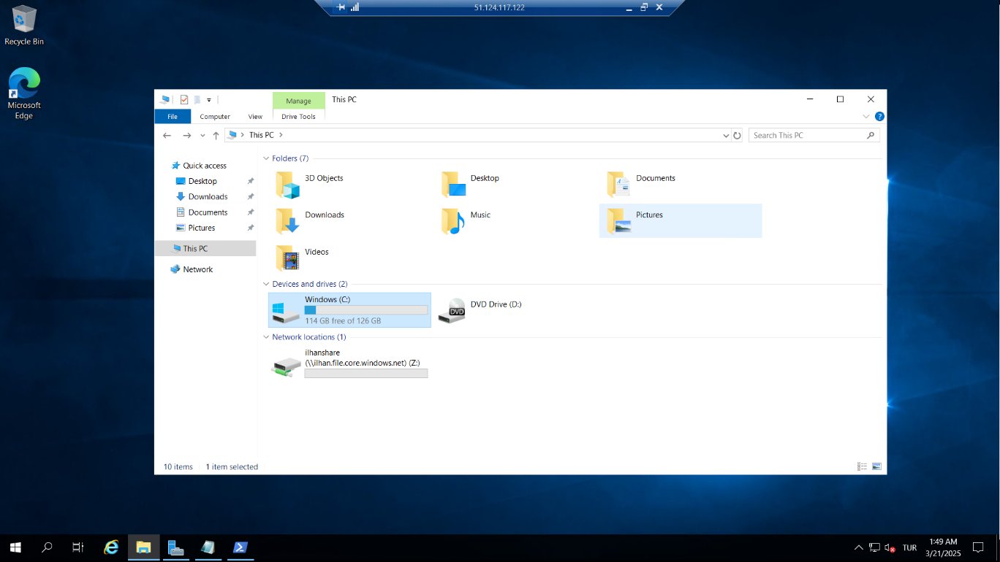 51.124.117.122
Recycle Bin
Microsoft
Edge
Manage
This PC
File
Computer
View
Drive Tools
?
This PC
Search This PC
Quick access
Desktop
Downloads
Documents
Pictures
This PC
Network
Folders (7)
3D Objects
Desktop
Documents
Downloads
Music
Pictures
Videos
Devices and drives (2)
Windows (C:)
114 GB free of 126 GB
DVD
DVD Drive (D:)
Network locations (1)
ilhanshare
(\\ilhan.file.core.windows.net) (Z:)
10 items
1 item selected
TUR
1:49 AM
3/21/2025